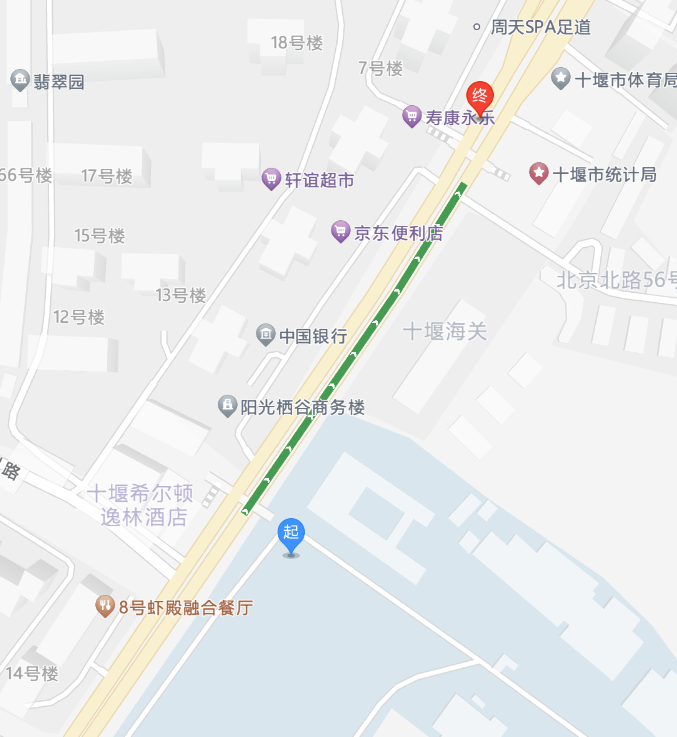 周天SPA足道
18号楼
7号楼
翡翠园
十堰市体育局
终
寿康永乐
66号楼
17号楼
轩谊超市
十堰市统计局
15号楼
京东便利店
北京北路56号
13号楼
12号楼
十堰海关
中国银行
阳光栖谷商务楼
路
十堰希尔顿
逸林酒店
起
8号虾殿融合餐厅
14号楼